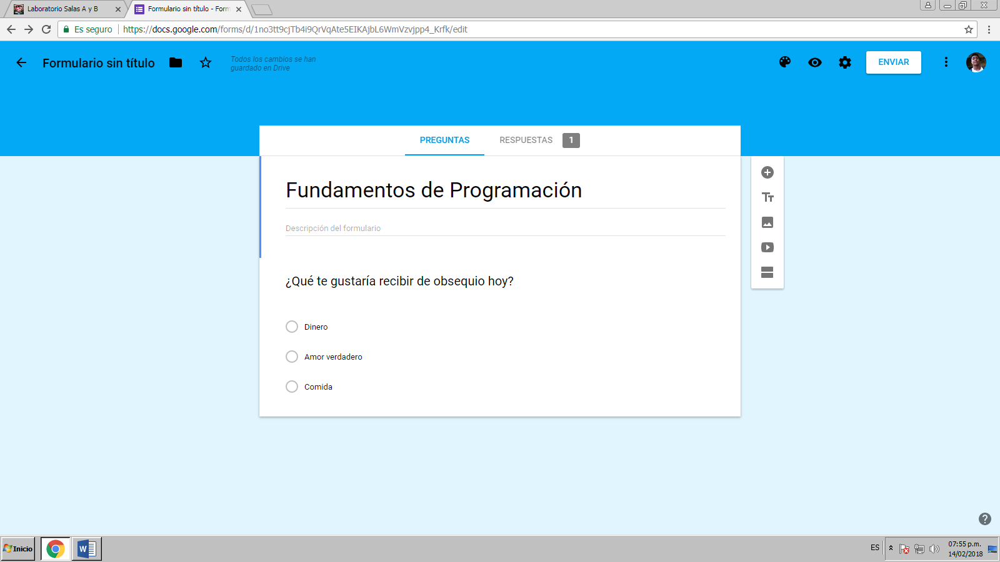 Laboratorio Salas A y B
Formulario sin título - Form
Es seguro
https://docs.google.com/forms/d/1no3tt9cjTb4i9QrVqAte5EIKAjbL6WmVzvjpp4_Krfk/edit
Formulario sin título
Todos los cambios se han
guardado en Drive
ENVIAR
PREGUNTAS
RESPUESTAS 1
Fundamentos de Programación
Descripción del formulario
¿Qué te gustaría recibir de obsequio hoy?
Dinero
Amor verdadero
Comida
Inicio
ES
07:55 p.m.
14/02/2018